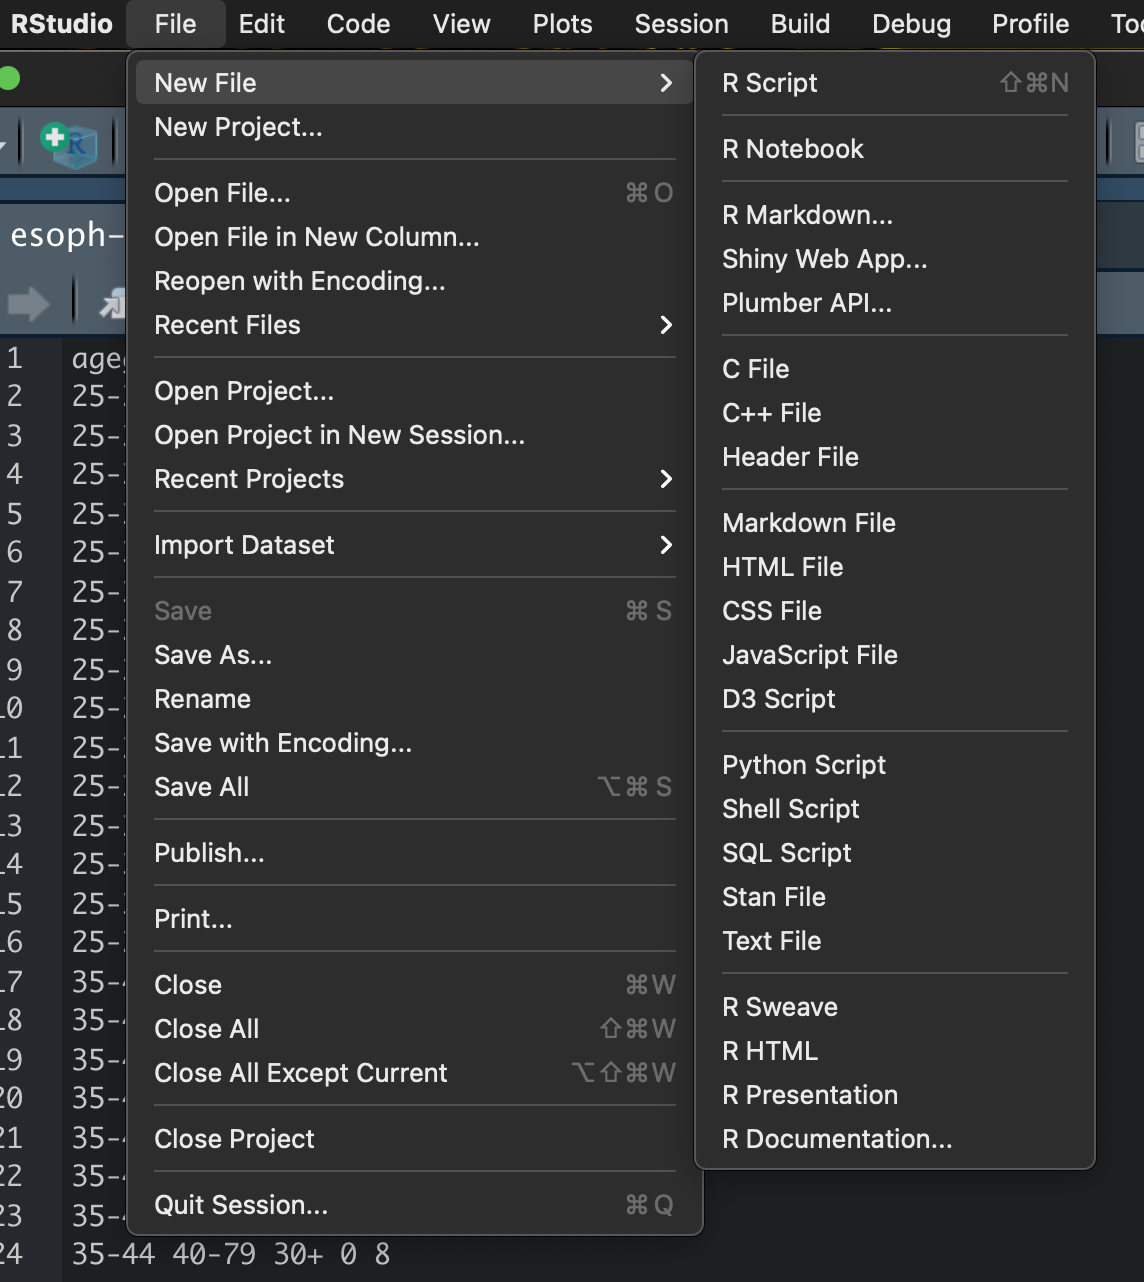 RStudio File Edit Code View Plots Session Build Debug Profile
New File
New Project...
Open File... ⌘ O
Open File in New Column...
Reopen with Encoding...
Recent Files
Open Project...
Open Project in New Session...
Recent Projects
Import Dataset
Save ⌘ S
Save As...
Rename
Save with Encoding...
Save All ⌥⌘ S
Publish...
Print...
Close ⌘W
Close All ⇧⌘W
Close All Except Current ⌥⇧⌘W
Close Project
Quit Session... ⌘Q
R Script ⇧⌘N
R Notebook
R Markdown...
Shiny Web App...
Plumber API...
C File
C++ File
Header File
Markdown File
HTML File
CSS File
JavaScript File
D3 Script
Python Script
Shell Script
SQL Script
Stan File
Text File
R Sweave
R HTML
R Presentation
R Documentation...
esoph-
1
2 25-
3 25-
4 25-
5 25-
6 25-
7 25-
8 25-
9 25-
10 25-
11 25-
12 25-
13 25-
14 25-
15 25-
16 25-
17 35-
18 35-
19 35-
20 35-
21 35-
22 35-
23 35-
24 35-44 40-79 30+ 0 8